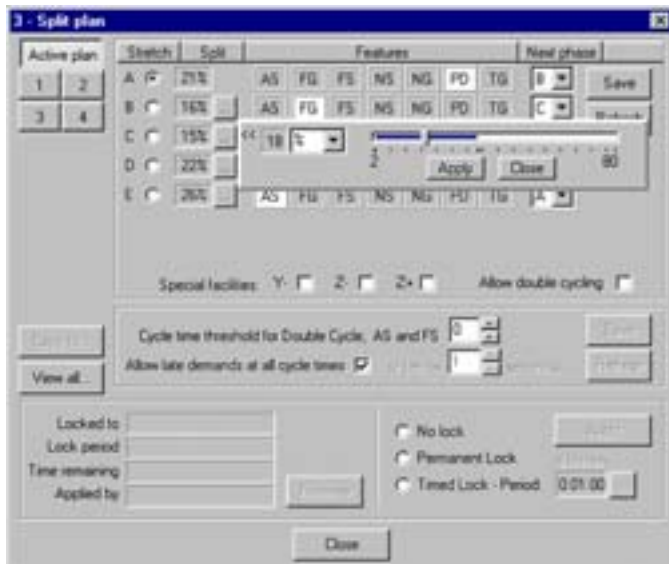 3 - Split plan
Active plan
1 2
3 4
Stretch Split Features Next phase
A 21% AS FG FS NS NG PD TG B Save
B 16% ... AS FG FS NS NG PD TG C
C 15% ... << 18 % 2 80
Apply Close
D 22% ...
E 26% ... AS FG FS NS NG PD TG A
Special facilities: Y- Z- Z+ Allow double cycling
Cycle time threshold for Double Cycle, AS and FS 0
Allow late demands at all cycle times 1
View all...
Locked to
Lock period
Time remaining
Applied by
No lock
Permanent Lock
Timed Lock - Period 0:01:00
Close